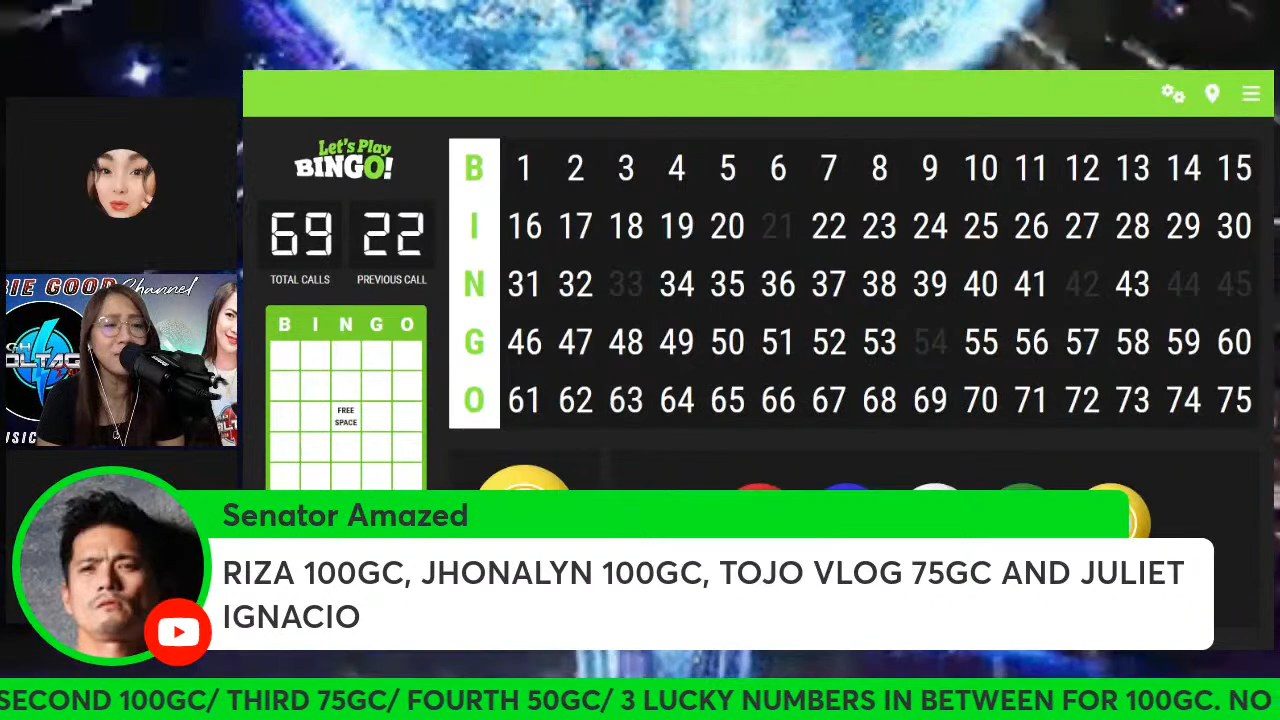 Let's Play
BINGO!
69 22
TOTAL CALLS PREVIOUS CALL
B I N G O
FREE
SPACE
B 1 2 3 4 5 6 7 8 9 10 11 12 13 14 15
I 16 17 18 19 20 21 22 23 24 25 26 27 28 29 30
N 31 32 33 34 35 36 37 38 39 40 41 42 43 44 45
G 46 47 48 49 50 51 52 53 54 55 56 57 58 59 60
O 61 62 63 64 65 66 67 68 69 70 71 72 73 74 75
BIE GOOD Channel
Senator Amazed
RIZA 100GC, JHONALYN 100GC, TOJO VLOG 75GC AND JULIET
IGNACIO
SECOND 100GC/ THIRD 75GC/ FOURTH 50GC/ 3 LUCKY NUMBERS IN BETWEEN FOR 100GC. NO